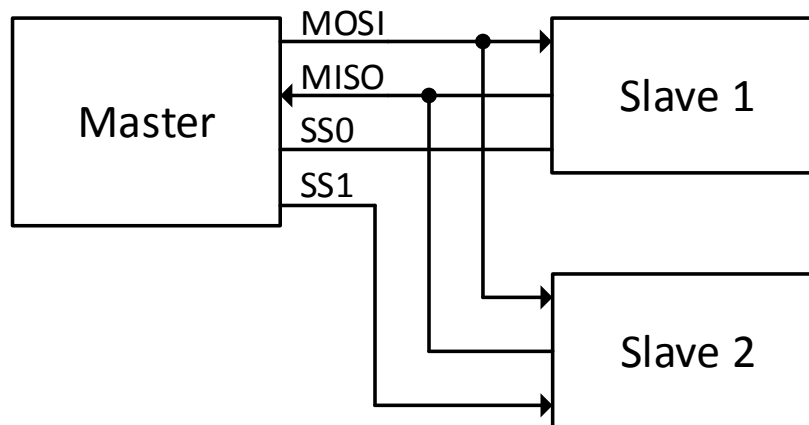 MOSI
MISO
Master
Slave 1
SS0
SS1
Slave 2